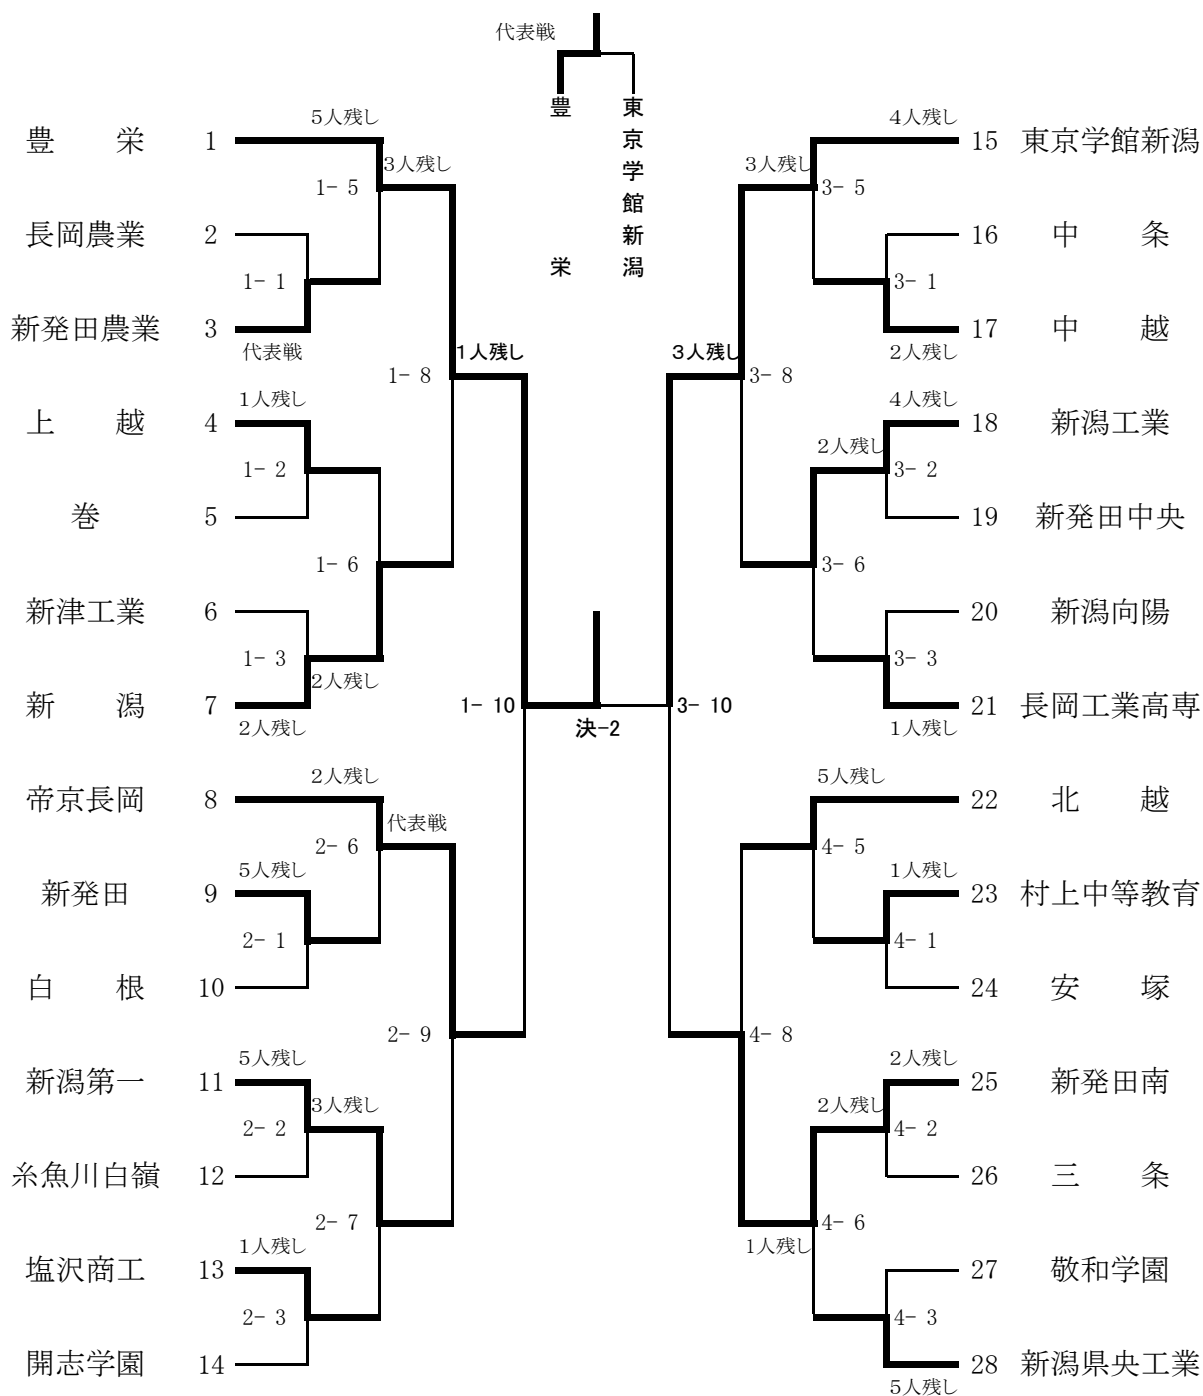 代表戦
豊栄
東京学館新潟
5人残し
豊栄 1
3人残し
1- 5
長岡農業 2
1- 1
新発田農業 3
代表戦
1人残し
1- 8
1人残し
上越 4
1- 2
巻 5
1- 6
新津工業 6
1- 3
2人残し
新潟 7
2人残し
1- 10
決-2
2人残し
帝京長岡 8
代表戦
2- 6
5人残し
新発田 9
2- 1
白根 10
2- 9
5人残し
新潟第一 11
3人残し
2- 2
糸魚川白嶺 12
2- 7
1人残し
塩沢商工 13
2- 3
開志学園 14
4人残し
15 東京学館新潟
3人残し
3- 5
16 中条
3- 1
17 中越
2人残し
3人残し
3- 8
4人残し
18 新潟工業
2人残し
3- 2
19 新発田中央
3- 6
20 新潟向陽
3- 3
21 長岡工業高専
1人残し
3- 10
5人残し
22 北越
4- 5
1人残し
23 村上中等教育
4- 1
24 安塚
4- 8
2人残し
25 新発田南
2人残し
4- 2
26 三条
4- 6
1人残し
27 敬和学園
4- 3
28 新潟県央工業
5人残し